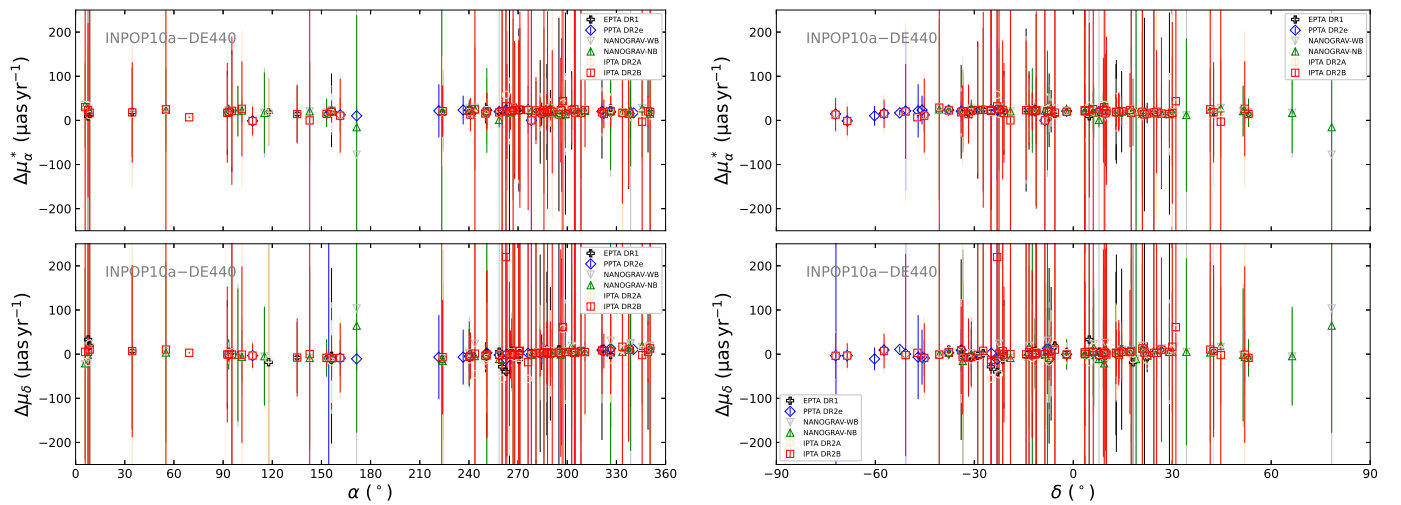 INPOP10a−DE440
EPTA DR1
PPTA DR2e
NANOGRAV-WB
NANOGRAV-NB
IPTA DR2A
IPTA DR2B
200
100
0
−100
−200
Δμ*α (μas yr−1)
INPOP10a−DE440
EPTA DR1
PPTA DR2e
NANOGRAV-WB
NANOGRAV-NB
IPTA DR2A
IPTA DR2B
200
100
0
−100
−200
Δμ*α (μas yr−1)
INPOP10a−DE440
EPTA DR1
PPTA DR2e
NANOGRAV-WB
NANOGRAV-NB
IPTA DR2A
IPTA DR2B
200
100
0
−100
−200
Δμδ (μas yr−1)
0 30 60 90 120 150 180 210 240 270 300 330 360
α (°)
INPOP10a−DE440
200
100
0
−100
−200
Δμδ (μas yr−1)
EPTA DR1
PPTA DR2e
NANOGRAV-WB
NANOGRAV-NB
IPTA DR2A
IPTA DR2B
−90 −60 −30 0 30 60 90
δ (°)